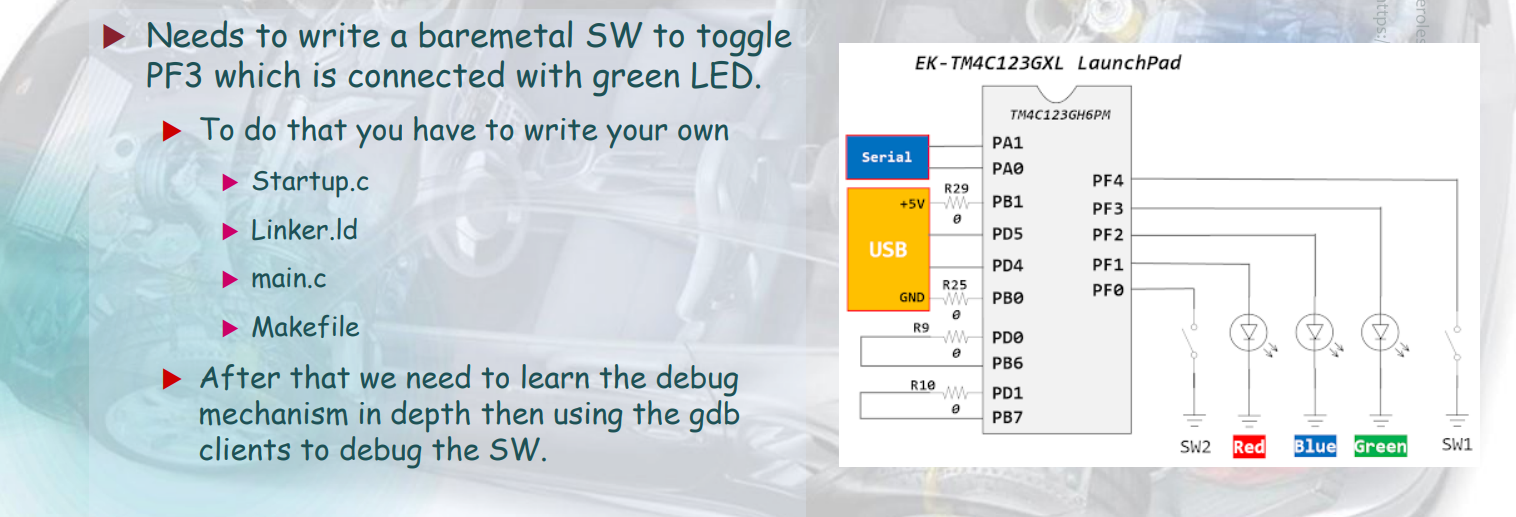 Needs to write a baremetal SW to toggle
PF3 which is connected with green LED.
To do that you have to write your own
Startup.c
Linker.ld
main.c
Makefile
After that we need to learn the debug
mechanism in depth then using the gdb
clients to debug the SW.
EK-TM4C123GXL LaunchPad
TM4C123GH6PM
Serial
PA1
PA0
R29
+5V
0
PB1
USB
PD5
PD4
R25
GND
0
PB0
R9
0
PD0
PB6
R10
0
PD1
PB7
PF4
PF3
PF2
PF1
PF0
SW2
Red
Blue
Green
SW1